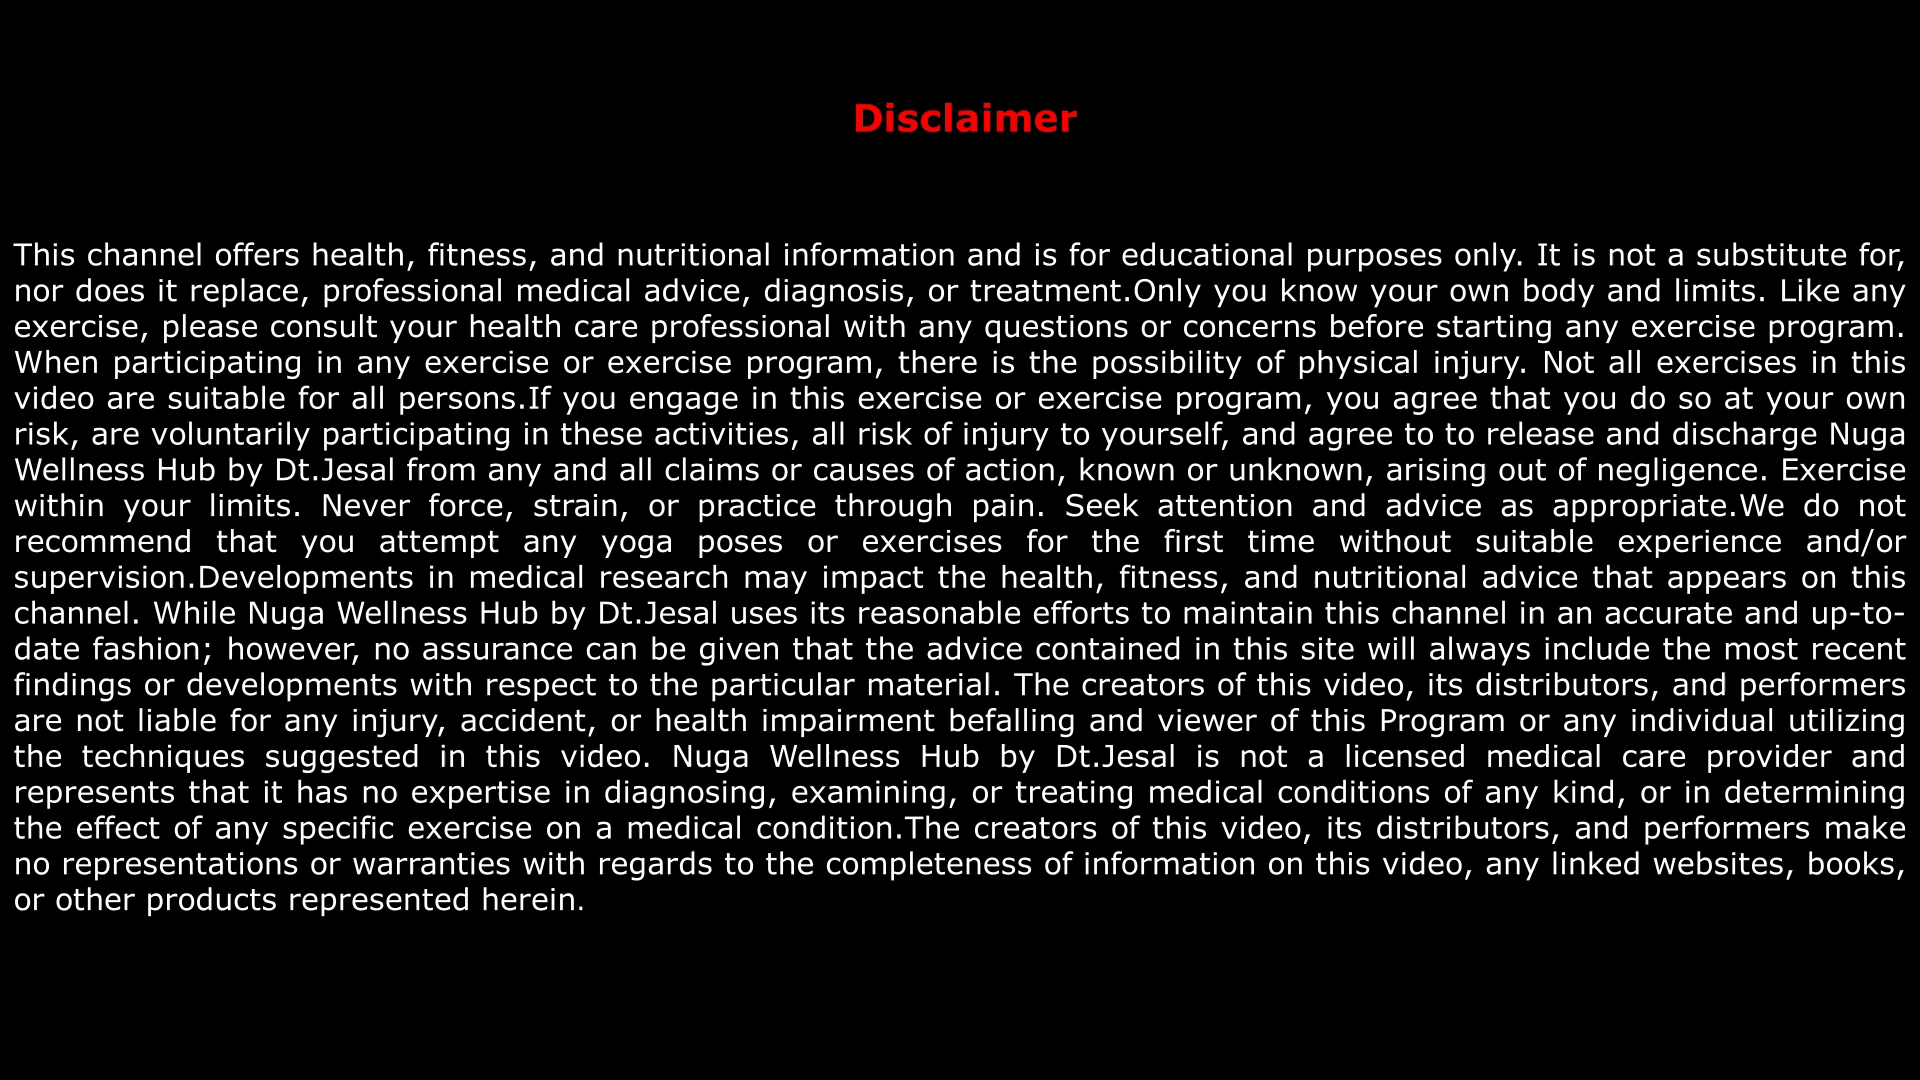 Disclaimer
This channel offers health, fitness, and nutritional information and is for educational purposes only. It is not a substitute for,
nor does it replace, professional medical advice, diagnosis, or treatment.Only you know your own body and limits. Like any
exercise, please consult your health care professional with any questions or concerns before starting any exercise program.
When participating in any exercise or exercise program, there is the possibility of physical injury. Not all exercises in this
video are suitable for all persons.If you engage in this exercise or exercise program, you agree that you do so at your own
risk, are voluntarily participating in these activities, all risk of injury to yourself, and agree to to release and discharge Nuga
Wellness Hub by Dt.Jesal from any and all claims or causes of action, known or unknown, arising out of negligence. Exercise
within your limits. Never force, strain, or practice through pain. Seek attention and advice as appropriate.We do not
recommend that you attempt any yoga poses or exercises for the first time without suitable experience and/or
supervision.Developments in medical research may impact the health, fitness, and nutritional advice that appears on this
channel. While Nuga Wellness Hub by Dt.Jesal uses its reasonable efforts to maintain this channel in an accurate and up-to-
date fashion; however, no assurance can be given that the advice contained in this site will always include the most recent
findings or developments with respect to the particular material. The creators of this video, its distributors, and performers
are not liable for any injury, accident, or health impairment befalling and viewer of this Program or any individual utilizing
the techniques suggested in this video. Nuga Wellness Hub by Dt.Jesal is not a licensed medical care provider and
represents that it has no expertise in diagnosing, examining, or treating medical conditions of any kind, or in determining
the effect of any specific exercise on a medical condition.The creators of this video, its distributors, and performers make
no representations or warranties with regards to the completeness of information on this video, any linked websites, books,
or other products represented herein.